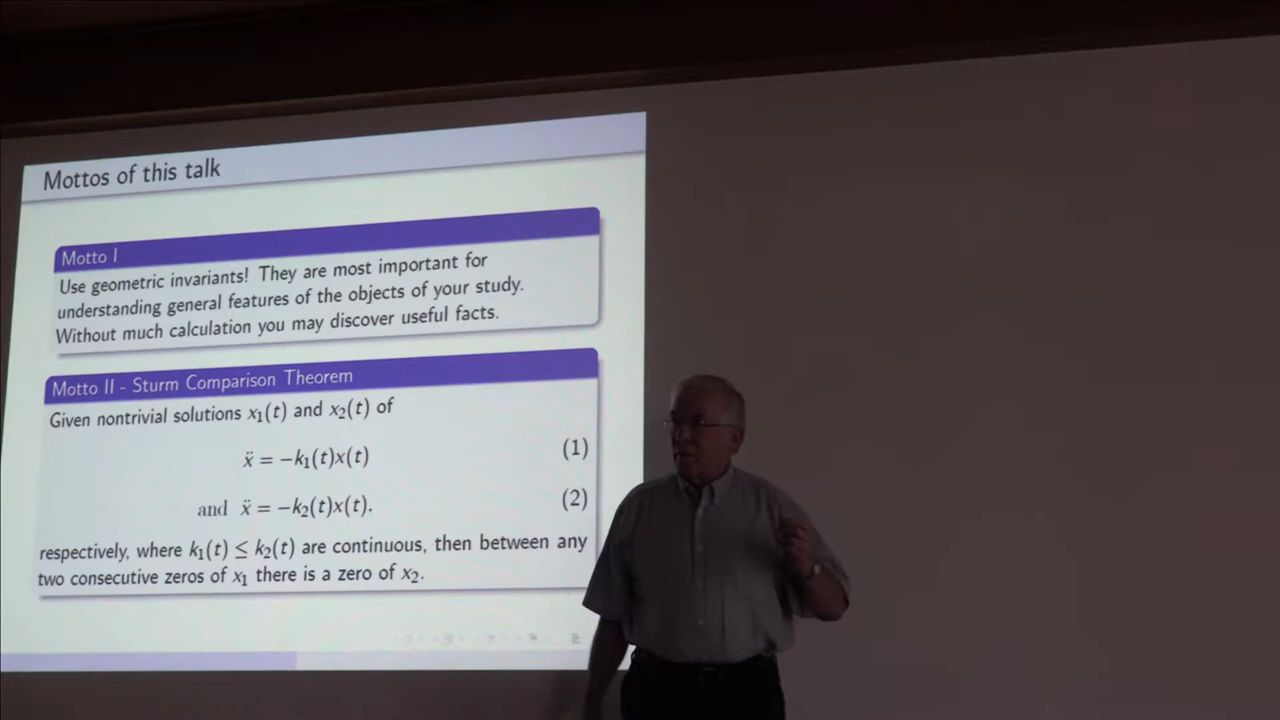 Mottos of this talk
Motto I
Use geometric invariants! They are most important for
understanding general features of the objects of your study.
Without much calculation you may discover useful facts.
Motto II - Sturm Comparison Theorem
Given nontrivial solutions x₁(t) and x₂(t) of
ẍ = −k₁(t)x(t) (1)
and ẍ = −k₂(t)x(t). (2)
respectively, where k₁(t) ≤ k₂(t) are continuous, then between any
two consecutive zeros of x₁ there is a zero of x₂.